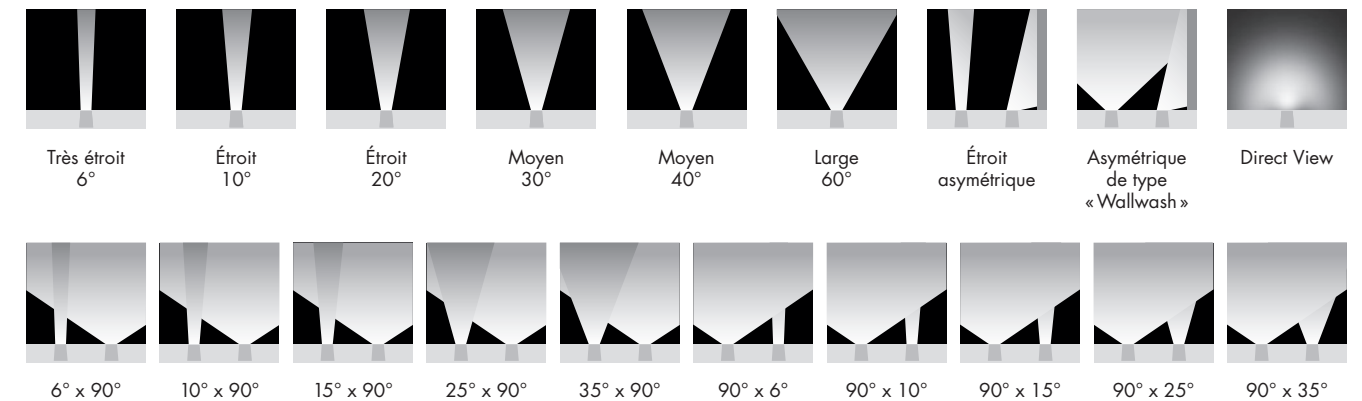 Très étroit
6°
Étroit
10°
Étroit
20°
Moyen
30°
Moyen
40°
Large
60°
Étroit
asymétrique
Asymétrique
de type
« Wallwash »
Direct View
6° x 90°
10° x 90°
15° x 90°
25° x 90°
35° x 90°
90° x 6°
90° x 10°
90° x 15°
90° x 25°
90° x 35°